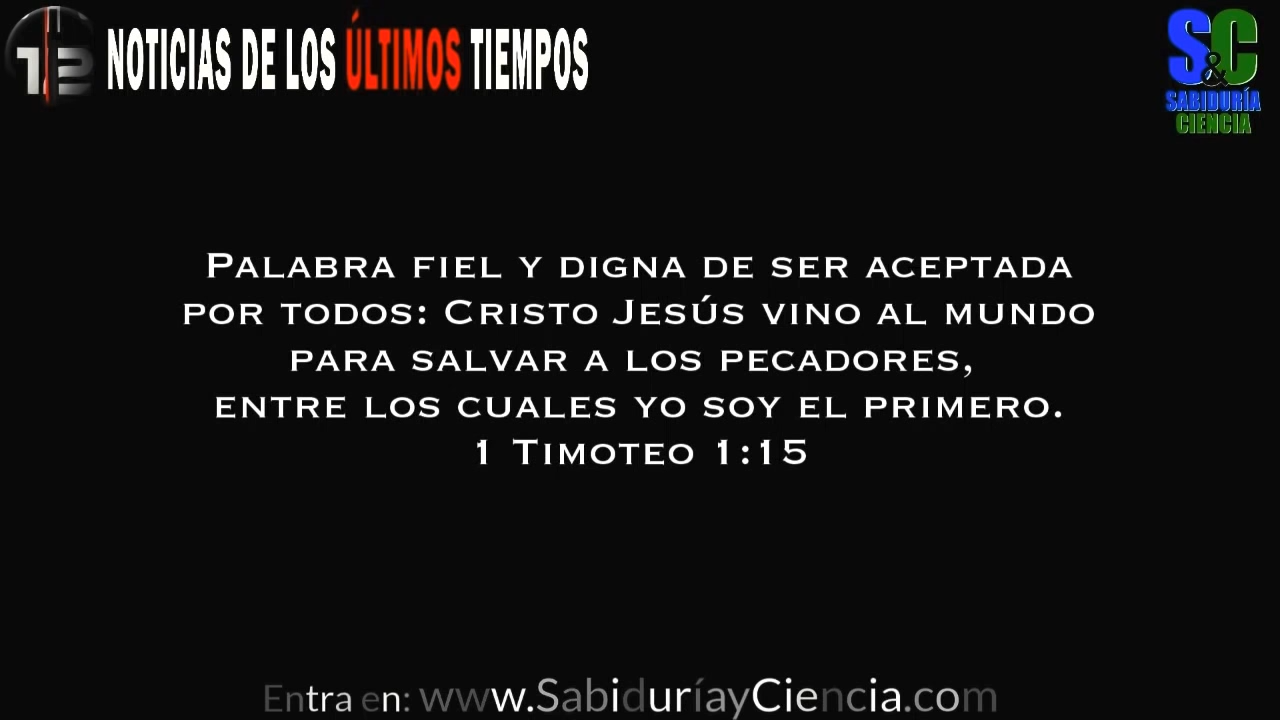 12 NOTICIAS DE LOS ÚLTIMOS TIEMPOS
S&C
SABIDURÍA
CIENCIA
PALABRA FIEL Y DIGNA DE SER ACEPTADA
POR TODOS: CRISTO JESÚS VINO AL MUNDO
PARA SALVAR A LOS PECADORES,
ENTRE LOS CUALES YO SOY EL PRIMERO.
1 TIMOTEO 1:15
Entra en: www.SabiduríayCiencia.com